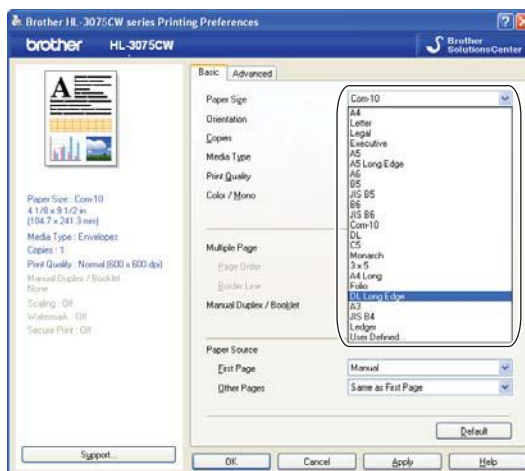 Brother HL-3075CW series Printing Preferences
brother HL-3075CW
Brother
SolutionsCenter
A
Paper Size : Com-10
4 1/8 x 9 1/2 in
(104.7 x 241.3 mm)
Media Type : Envelopes
Copies : 1
Print Quality : Normal (600 x 600 dpi)
Manual Duplex / Booklet
None
Scaling : Off
Watermark : Off
Secure Print : Off
Support...
Basic Advanced
Paper Size Com-10
Orientation
Copies
Media Type
Print Quality
Color / Mono
A4
Letter
Legal
Executive
A5
A5 Long Edge
A6
B5
JIS B5
B6
JIS B6
Com-10
DL
C5
Monarch
3 x 5
A4 Long
Folio
DL Long Edge
A3
JIS B4
Ledger
User Defined...
Multiple Page
Page Order
Border Line
Manual Duplex / Booklet
Paper Source
First Page Manual
Other Pages Same as First Page
Default
OK Cancel Apply Help